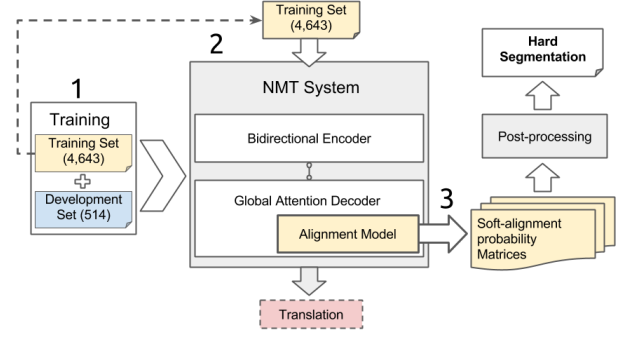 1
Training
Training Set
(4,643)
Development
Set (514)
2
Training Set
(4,643)
NMT System
Bidirectional Encoder
Global Attention Decoder
Alignment Model
Translation
3
Soft-alignment
probability
Matrices
Post-processing
Hard
Segmentation